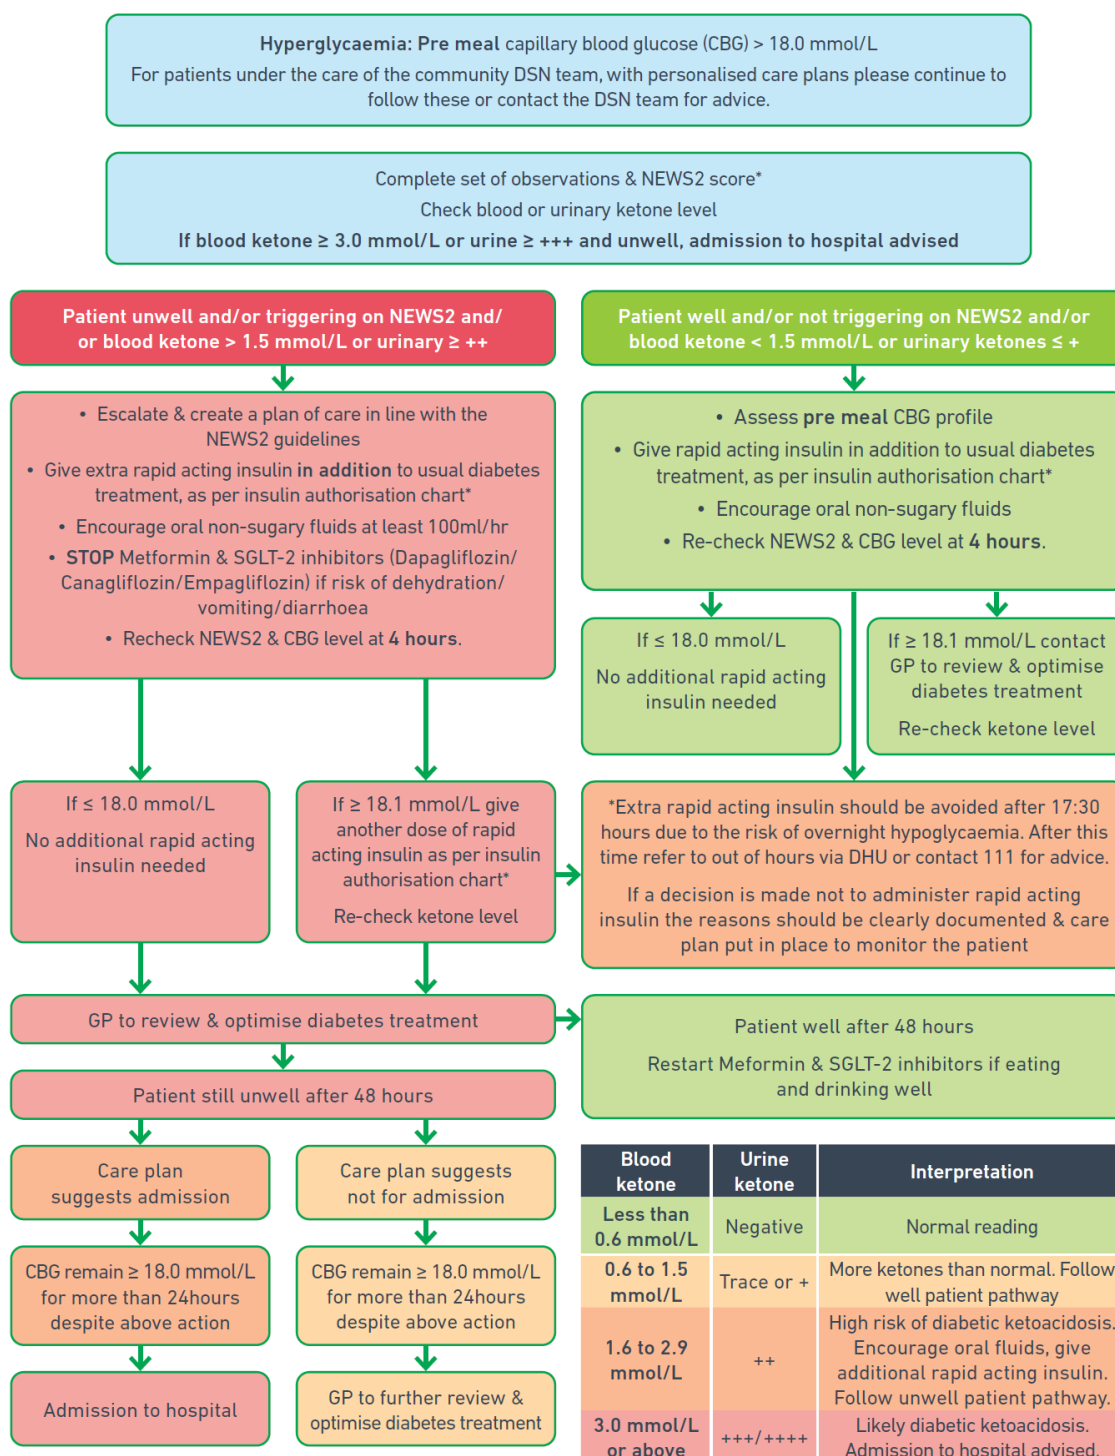 Hyperglycaemia: Pre meal capillary blood glucose (CBG) > 18.0 mmol/L
For patients under the care of the community DSN team, with personalised care plans please continue to
follow these or contact the DSN team for advice.
Complete set of observations & NEWS2 score*
Check blood or urinary ketone level
If blood ketone ≥ 3.0 mmol/L or urine ≥ +++ and unwell, admission to hospital advised
Patient unwell and/or triggering on NEWS2 and/
or blood ketone > 1.5 mmol/L or urinary ≥ ++
• Escalate & create a plan of care in line with the
NEWS2 guidelines
• Give extra rapid acting insulin in addition to usual diabetes
treatment, as per insulin authorisation chart*
• Encourage oral non-sugary fluids at least 100ml/hr
• STOP Metformin & SGLT-2 inhibitors (Dapagliflozin/
Canagliflozin/Empagliflozin) if risk of dehydration/
vomiting/diarrhoea
• Recheck NEWS2 & CBG level at 4 hours.
Patient well and/or not triggering on NEWS2 and/or
blood ketone < 1.5 mmol/L or urinary ketones ≤ +
• Assess pre meal CBG profile
• Give rapid acting insulin in addition to usual diabetes
treatment, as per insulin authorisation chart*
• Encourage oral non-sugary fluids
• Re-check NEWS2 & CBG level at 4 hours.
If ≤ 18.0 mmol/L
No additional rapid acting
insulin needed
If ≥ 18.1 mmol/L contact
GP to review & optimise
diabetes treatment
Re-check ketone level
If ≤ 18.0 mmol/L
No additional rapid acting
insulin needed
If ≥ 18.1 mmol/L give
another dose of rapid
acting insulin as per insulin
authorisation chart*
Re-check ketone level
*Extra rapid acting insulin should be avoided after 17:30
hours due to the risk of overnight hypoglycaemia. After this
time refer to out of hours via DHU or contact 111 for advice.
If a decision is made not to administer rapid acting
insulin the reasons should be clearly documented & care
plan put in place to monitor the patient
GP to review & optimise diabetes treatment
Patient well after 48 hours
Restart Meformin & SGLT-2 inhibitors if eating
and drinking well
Patient still unwell after 48 hours
Care plan
suggests admission
Care plan suggests
not for admission
CBG remain ≥ 18.0 mmol/L
for more than 24hours
despite above action
CBG remain ≥ 18.0 mmol/L
for more than 24hours
despite above action
Admission to hospital
GP to further review &
optimise diabetes treatment
Blood
ketone
Urine
ketone
Interpretation
Less than
0.6 mmol/L
Negative
Normal reading
0.6 to 1.5
mmol/L
Trace or +
More ketones than normal. Follow
well patient pathway
1.6 to 2.9
mmol/L
++
High risk of diabetic ketoacidosis.
Encourage oral fluids, give
additional rapid acting insulin.
Follow unwell patient pathway.
3.0 mmol/L
or above
+++/++++
Likely diabetic ketoacidosis.
Admission to hospital advised.